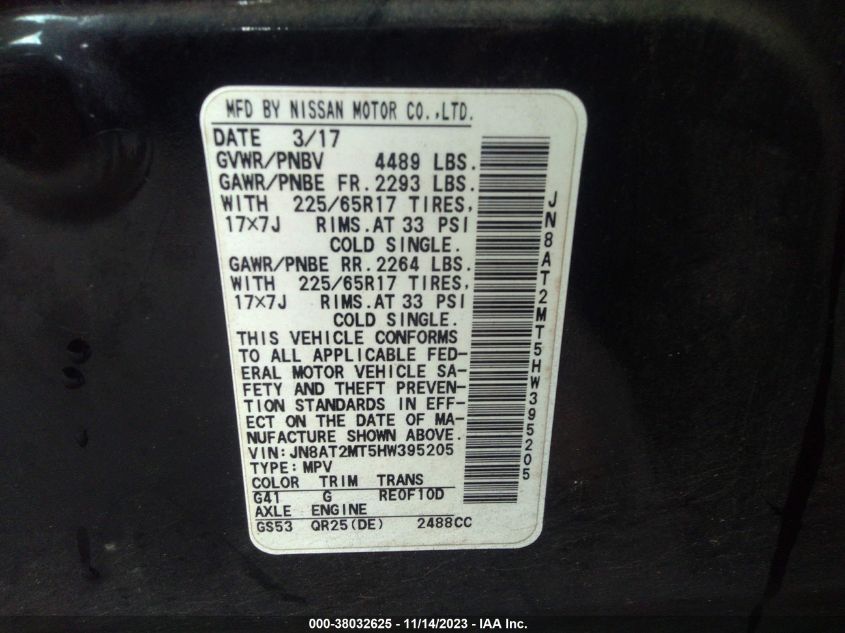 MFD BY NISSAN MOTOR CO.,LTD.
DATE 3/17
GVWR/PNBV 4489 LBS.
GAWR/PNBE FR. 2293 LBS.
WITH 225/65R17 TIRES,
17×7J RIMS. AT 33 PSI
COLD SINGLE.
GAWR/PNBE RR. 2264 LBS.
WITH 225/65R17 TIRES,
17×7J RIMS. AT 33 PSI
COLD SINGLE.
THIS VEHICLE CONFORMS
TO ALL APPLICABLE FED-
ERAL MOTOR VEHICLE SA-
FETY AND THEFT PREVEN-
TION STANDARDS IN EFF-
ECT ON THE DATE OF MA-
NUFACTURE SHOWN ABOVE.
VIN: JN8AT2MT5HW395205
TYPE: MPV
COLOR TRIM TRANS
G41 G RE0F10D
AXLE ENGINE
GS53 QR25(DE) 2488CC
JN8AT2MT5HW395205
000-38032625 - 11/14/2023 - IAA Inc.